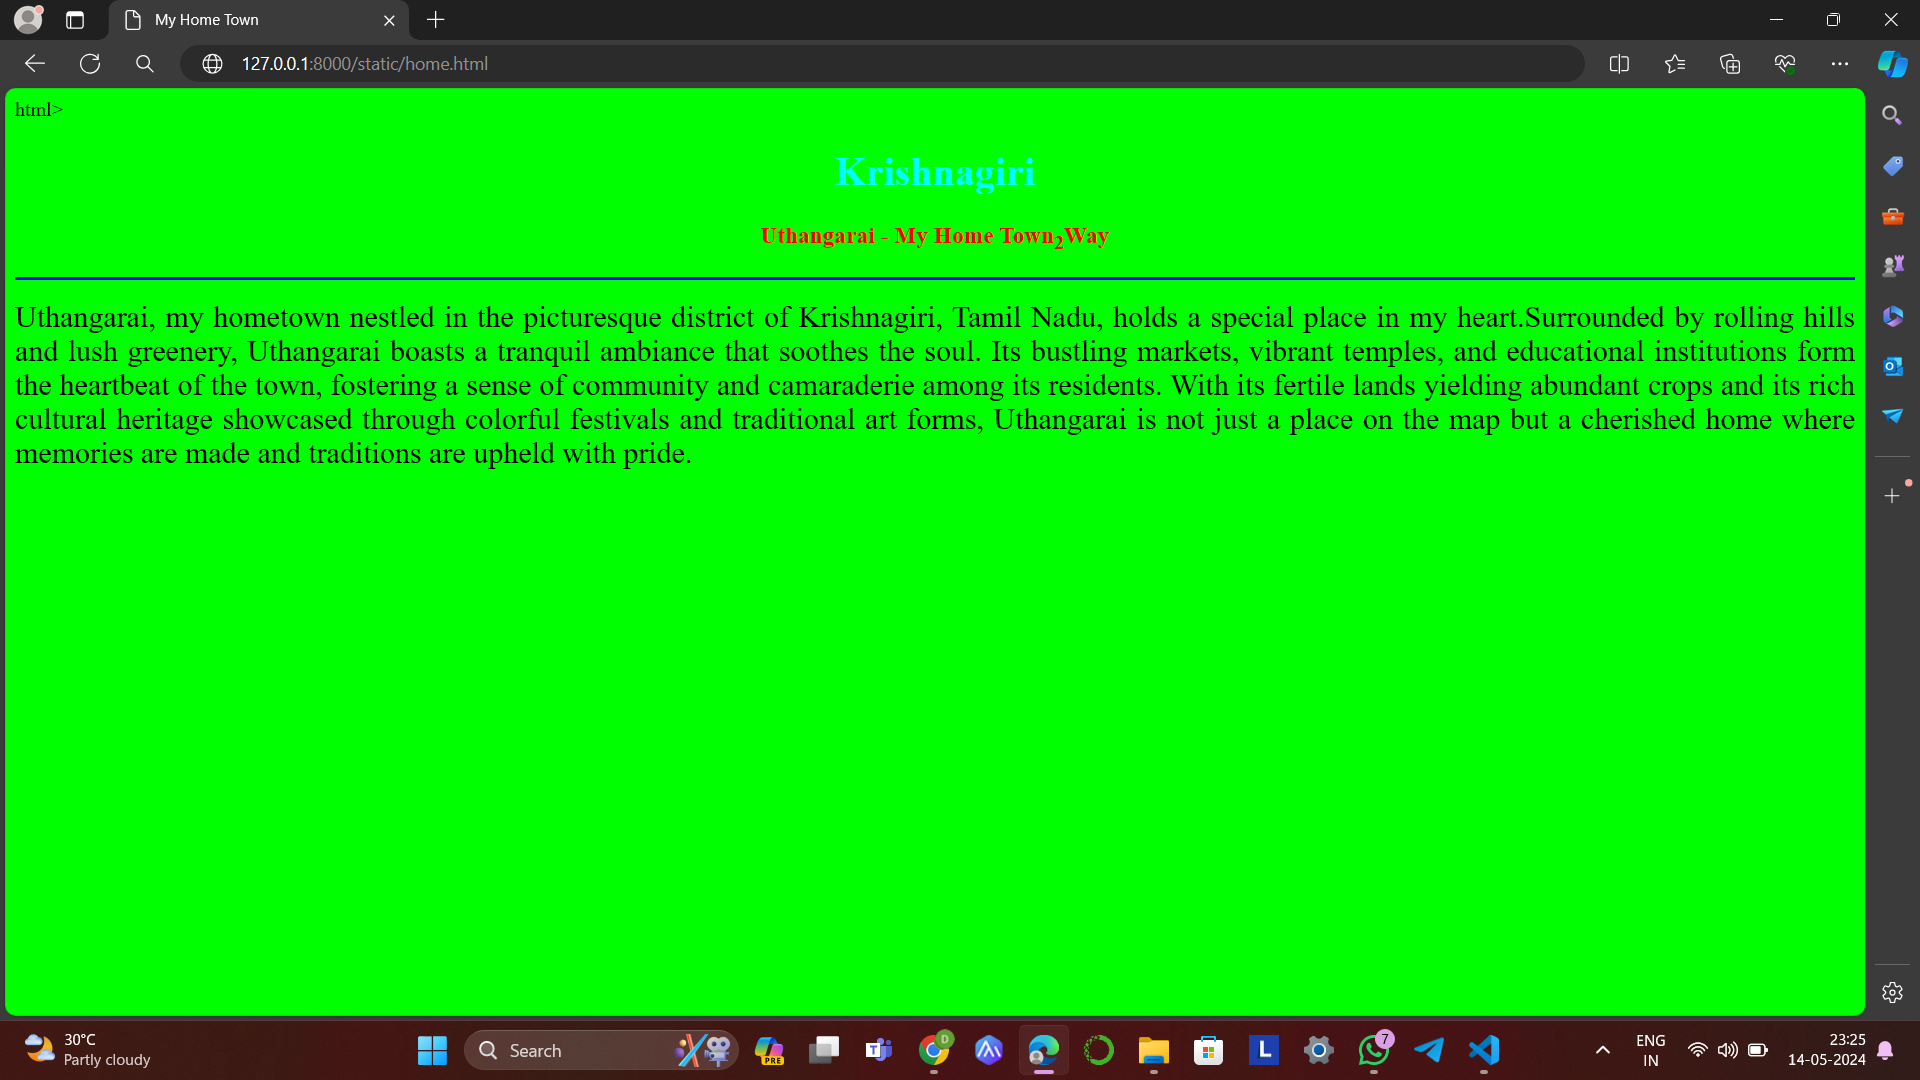 My Home Town
127.0.0.1:8000/static/home.html
html>
Krishnagiri
Uthangarai - My Home Town2Way
Uthangarai, my hometown nestled in the picturesque district of Krishnagiri, Tamil Nadu, holds a special place in my heart.Surrounded by rolling hills
and lush greenery, Uthangarai boasts a tranquil ambiance that soothes the soul. Its bustling markets, vibrant temples, and educational institutions form
the heartbeat of the town, fostering a sense of community and camaraderie among its residents. With its fertile lands yielding abundant crops and its rich
cultural heritage showcased through colorful festivals and traditional art forms, Uthangarai is not just a place on the map but a cherished home where
memories are made and traditions are upheld with pride.
30°C
Partly cloudy
Search
PRE
T
D
L
7
ENG
IN
23:25
14-05-2024